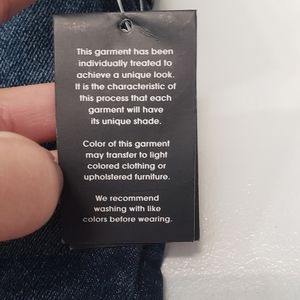 This garment has been
individually treated to
achieve a unique look.
It is the characteristic of
this process that each
garment will have
its unique shade.
Color of this garment
may transfer to light
colored clothing or
upholstered furniture.
We recommend
washing with like
colors before wearing.